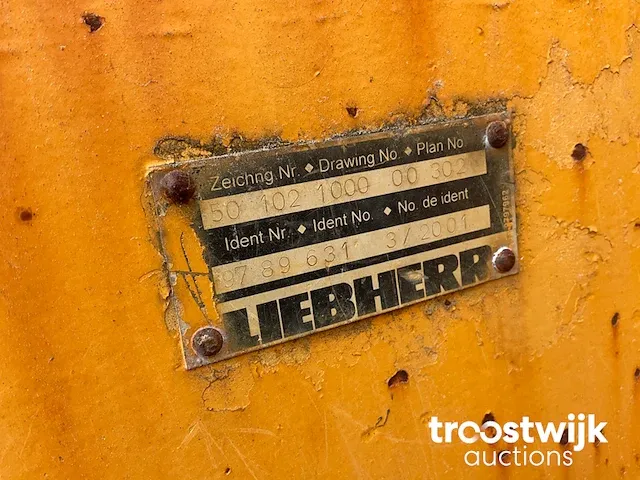 Zeichng Nr. ◆ Drawing No. ◆ Plan No
50 102 1000 00 302
Ident Nr. ◆ Ident No. ◆ No. de ident
97 89 631 3/2001
LIEBHERR
troostwijk
auctions